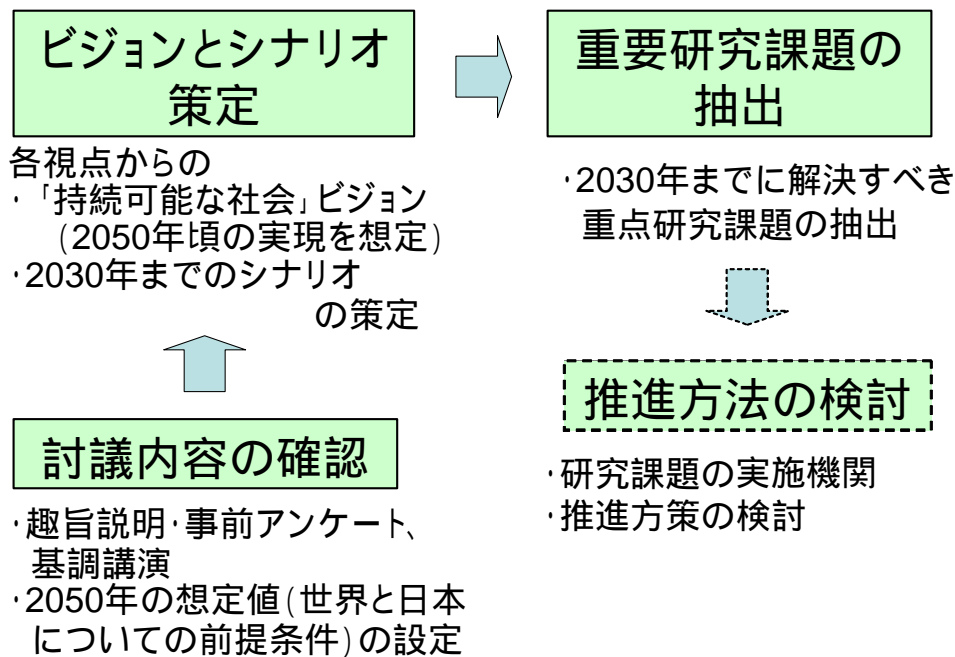 ビジョンとシナリオ
策定
各視点からの
・「持続可能な社会」ビジョン
(2050年頃の実現を想定)
・2030年までのシナリオ
の策定
討議内容の確認
・趣旨説明・事前アンケート、
基調講演
・2050年の想定値(世界と日本
についての前提条件)の設定
重要研究課題の
抽出
・2030年までに解決すべき
重点研究課題の抽出
推進方法の検討
・研究課題の実施機関
・推進方策の検討